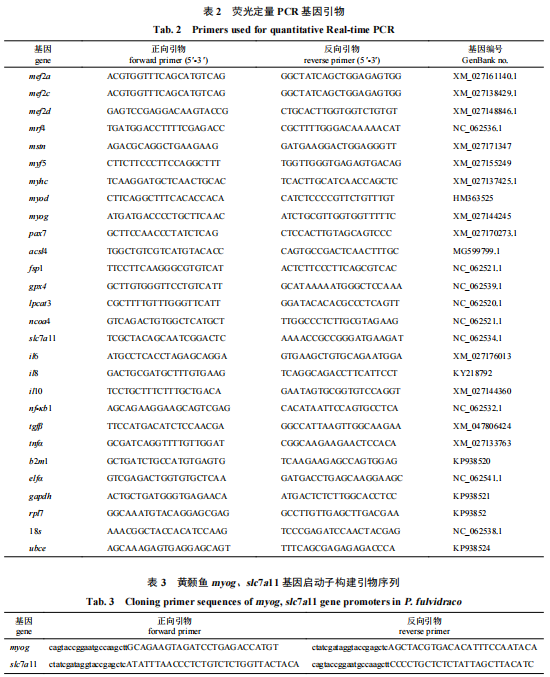 表 2 荧光定量 PCR 基因引物
Tab. 2 Primers used for quantitative Real-time PCR
基因 正向引物 反向引物 基因编号
gene forward primer (5′-3′) reverse primer (5′-3′) GenBank no.
mef2a ACGTGGTTTCAGCATGTCAG GGCTATCAGCTGGAGAGTGG XM_027161140.1
mef2c ACGTGGTTTCAGCATGTCAG GGCTATCAGCTGGAGAGTGG XM_027138429.1
mef2d GAGTCCGAGGACAAGTACCG CTGCACTTGGTGGTCTGTGT XM_027148846.1
mrf4 TGATGGACCTTTTCGAGACC CGCTTTTGGGACAAAAACAT NC_062536.1
mstn AGACGCAGGCTGAAGAAG GATGAAGGACTGGAGGGTT XM_027171347
myf5 CTTCTTCCCTTCCAGGCTTT TGGTTGGGTGAGAGTGACAG XM_027155249
myhc TCAAGGATGCTCAACTGCAC TCACTTGCATCAACCAGCTC XM_027137425.1
myod CTTCAGGCTTTCACACCACA CATCTCCCCGTTCTGTTTGT HM363525
myog ATGATGACCCCTGCTTCAAC ATCTGCGTTGGTGGTTTTTC XM_027144245
pax7 GCTTCCAACCCTATCTCAG CTCCACTTGTAGCAGTCCC XM_027170273.1
acsl4 TGGCTGTCGTCATGTACACC CAGTGCCGACTCAACTTTGC MG599799.1
fsp1 TTCCTTCAAGGGCGTGTCAT ACTCTTCCCTTCAGCGTCAC NC_062521.1
gpx4 GCTTGTGGGTTCCTGTCATT GCATAAAAATGGGCTCCAAA NC_062539.1
lpcat3 CGCTTTTGTTTGGGTTCATT GGATACACACGCCCTCAGTT NC_062520.1
ncoa4 GTCAGACTGTGGCTCATGCT TTGGCCCTCTTGCGTAGAAG NC_062521.1
slc7a11 TCGCTACAGCAATCGGACTC AAAACCGCCGGGATGAAGAT NC_062534.1
il6 ATGCCTCACCTAGAGCAGGA GTGAAGCTGTGCAGAATGGA XM_027176013
il8 GACTGCGATGCTTTGTGAAG TCAGGCAGACCTTCATTCCT KY218792
il10 TCCTGCTTTCTTTGCTGACA GAATAGTGCGGTGTCCAGGT XM_027144360
nf-κb1 AGCAGAAGGAAGCAGTCGAG CACATAATTCCAGTGCCTCA NC_062532.1
tgfβ TTCCATGACATCTCCAACGA GGCCATTAAGTTGGCAAGAA XM_047806424
tnfα GCGATCAGGTTTTGTTGGAT CGGCAAGAAGAACTCCACA XM_027133763
b2m1 GCTGATCTGCCATGTGAGTG TCAAGAAGAGCCAGTGGAG KP938520
elfα GTCGAGACTGGTGTGCTCAA GATGACCTGAGCAAGGAAGC NC_062541.1
gapdh ACTGCTGATGGGTGAGAACA ATGACTCTCTTGGCACCTCC KP938521
rpl7 GGCAAATGTACAGGAGCGAG GCCTTGTTGAGCTTGACGAA KP93852
18s AAACGGCTACCACATCCAAG TCCCGAGATCCAACTACGAG NC_062538.1
ubce AGCAAAGAGTGAGGAGCAGT TTTCAGCGAGAGAGACCCA KP938524
表 3 黄颡鱼 myog、slc7a11 基因启动子构建引物序列
Tab. 3 Cloning primer sequences of myog, slc7a11 gene promoters in P. fulvidraco
基因 正向引物 反向引物
gene forward primer reverse primer
myog cagtaccggaatgccaagcttGCAGAAGTAGATCCTGAGACCATGT ctatcgataggtaccgagctcAGCTACGTGACACATTTCCAATACA
slc7a11 ctatcgataggtaccgagctcATATTTAACCCTCTGTCTCTGGTTACTACA cagtaccggaatgccaagcttCCCCTGCTCTCTATTAGCTTACATC